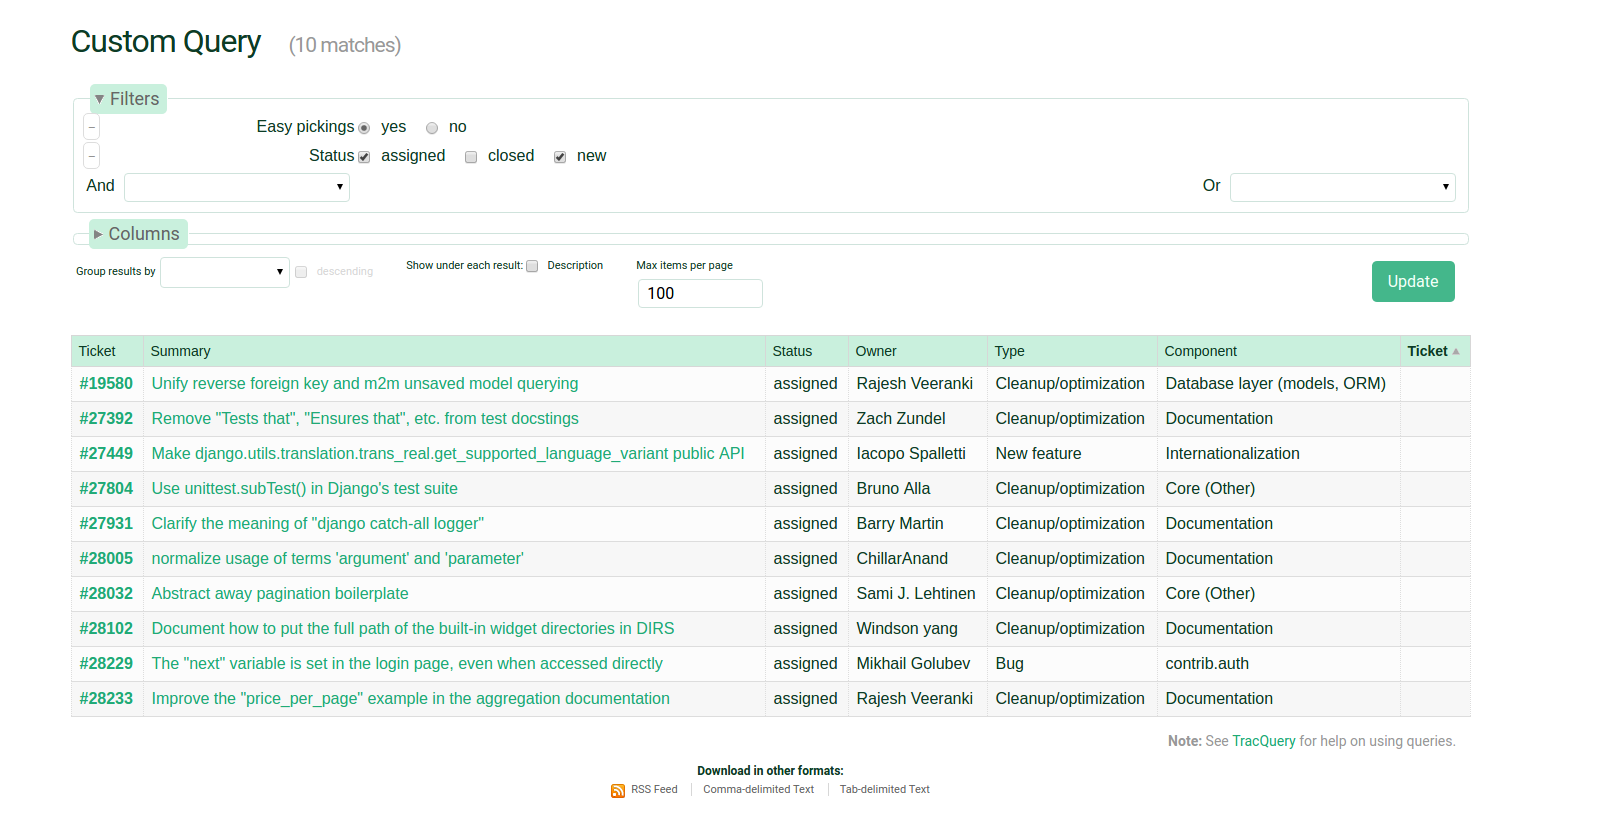 Custom Query (10 matches)
Filters
Easy pickings yes no
Status assigned closed new
And Or
Columns
Group results by descending Show under each result: Description Max items per page
100
Update
Ticket Summary Status Owner Type Component Ticket
#19580 Unify reverse foreign key and m2m unsaved model querying assigned Rajesh Veeranki Cleanup/optimization Database layer (models, ORM)
#27392 Remove "Tests that", "Ensures that", etc. from test docstings assigned Zach Zundel Cleanup/optimization Documentation
#27449 Make django.utils.translation.trans_real.get_supported_language_variant public API assigned Iacopo Spalletti New feature Internationalization
#27804 Use unittest.subTest() in Django's test suite assigned Bruno Alla Cleanup/optimization Core (Other)
#27931 Clarify the meaning of "django catch-all logger" assigned Barry Martin Cleanup/optimization Documentation
#28005 normalize usage of terms 'argument' and 'parameter' assigned ChillarAnand Cleanup/optimization Documentation
#28032 Abstract away pagination boilerplate assigned Sami J. Lehtinen Cleanup/optimization Core (Other)
#28102 Document how to put the full path of the built-in widget directories in DIRS assigned Windson yang Cleanup/optimization Documentation
#28229 The "next" variable is set in the login page, even when accessed directly assigned Mikhail Golubev Bug contrib.auth
#28233 Improve the "price_per_page" example in the aggregation documentation assigned Rajesh Veeranki Cleanup/optimization Documentation
Note: See TracQuery for help on using queries.
Download in other formats:
RSS Feed Comma-delimited Text Tab-delimited Text